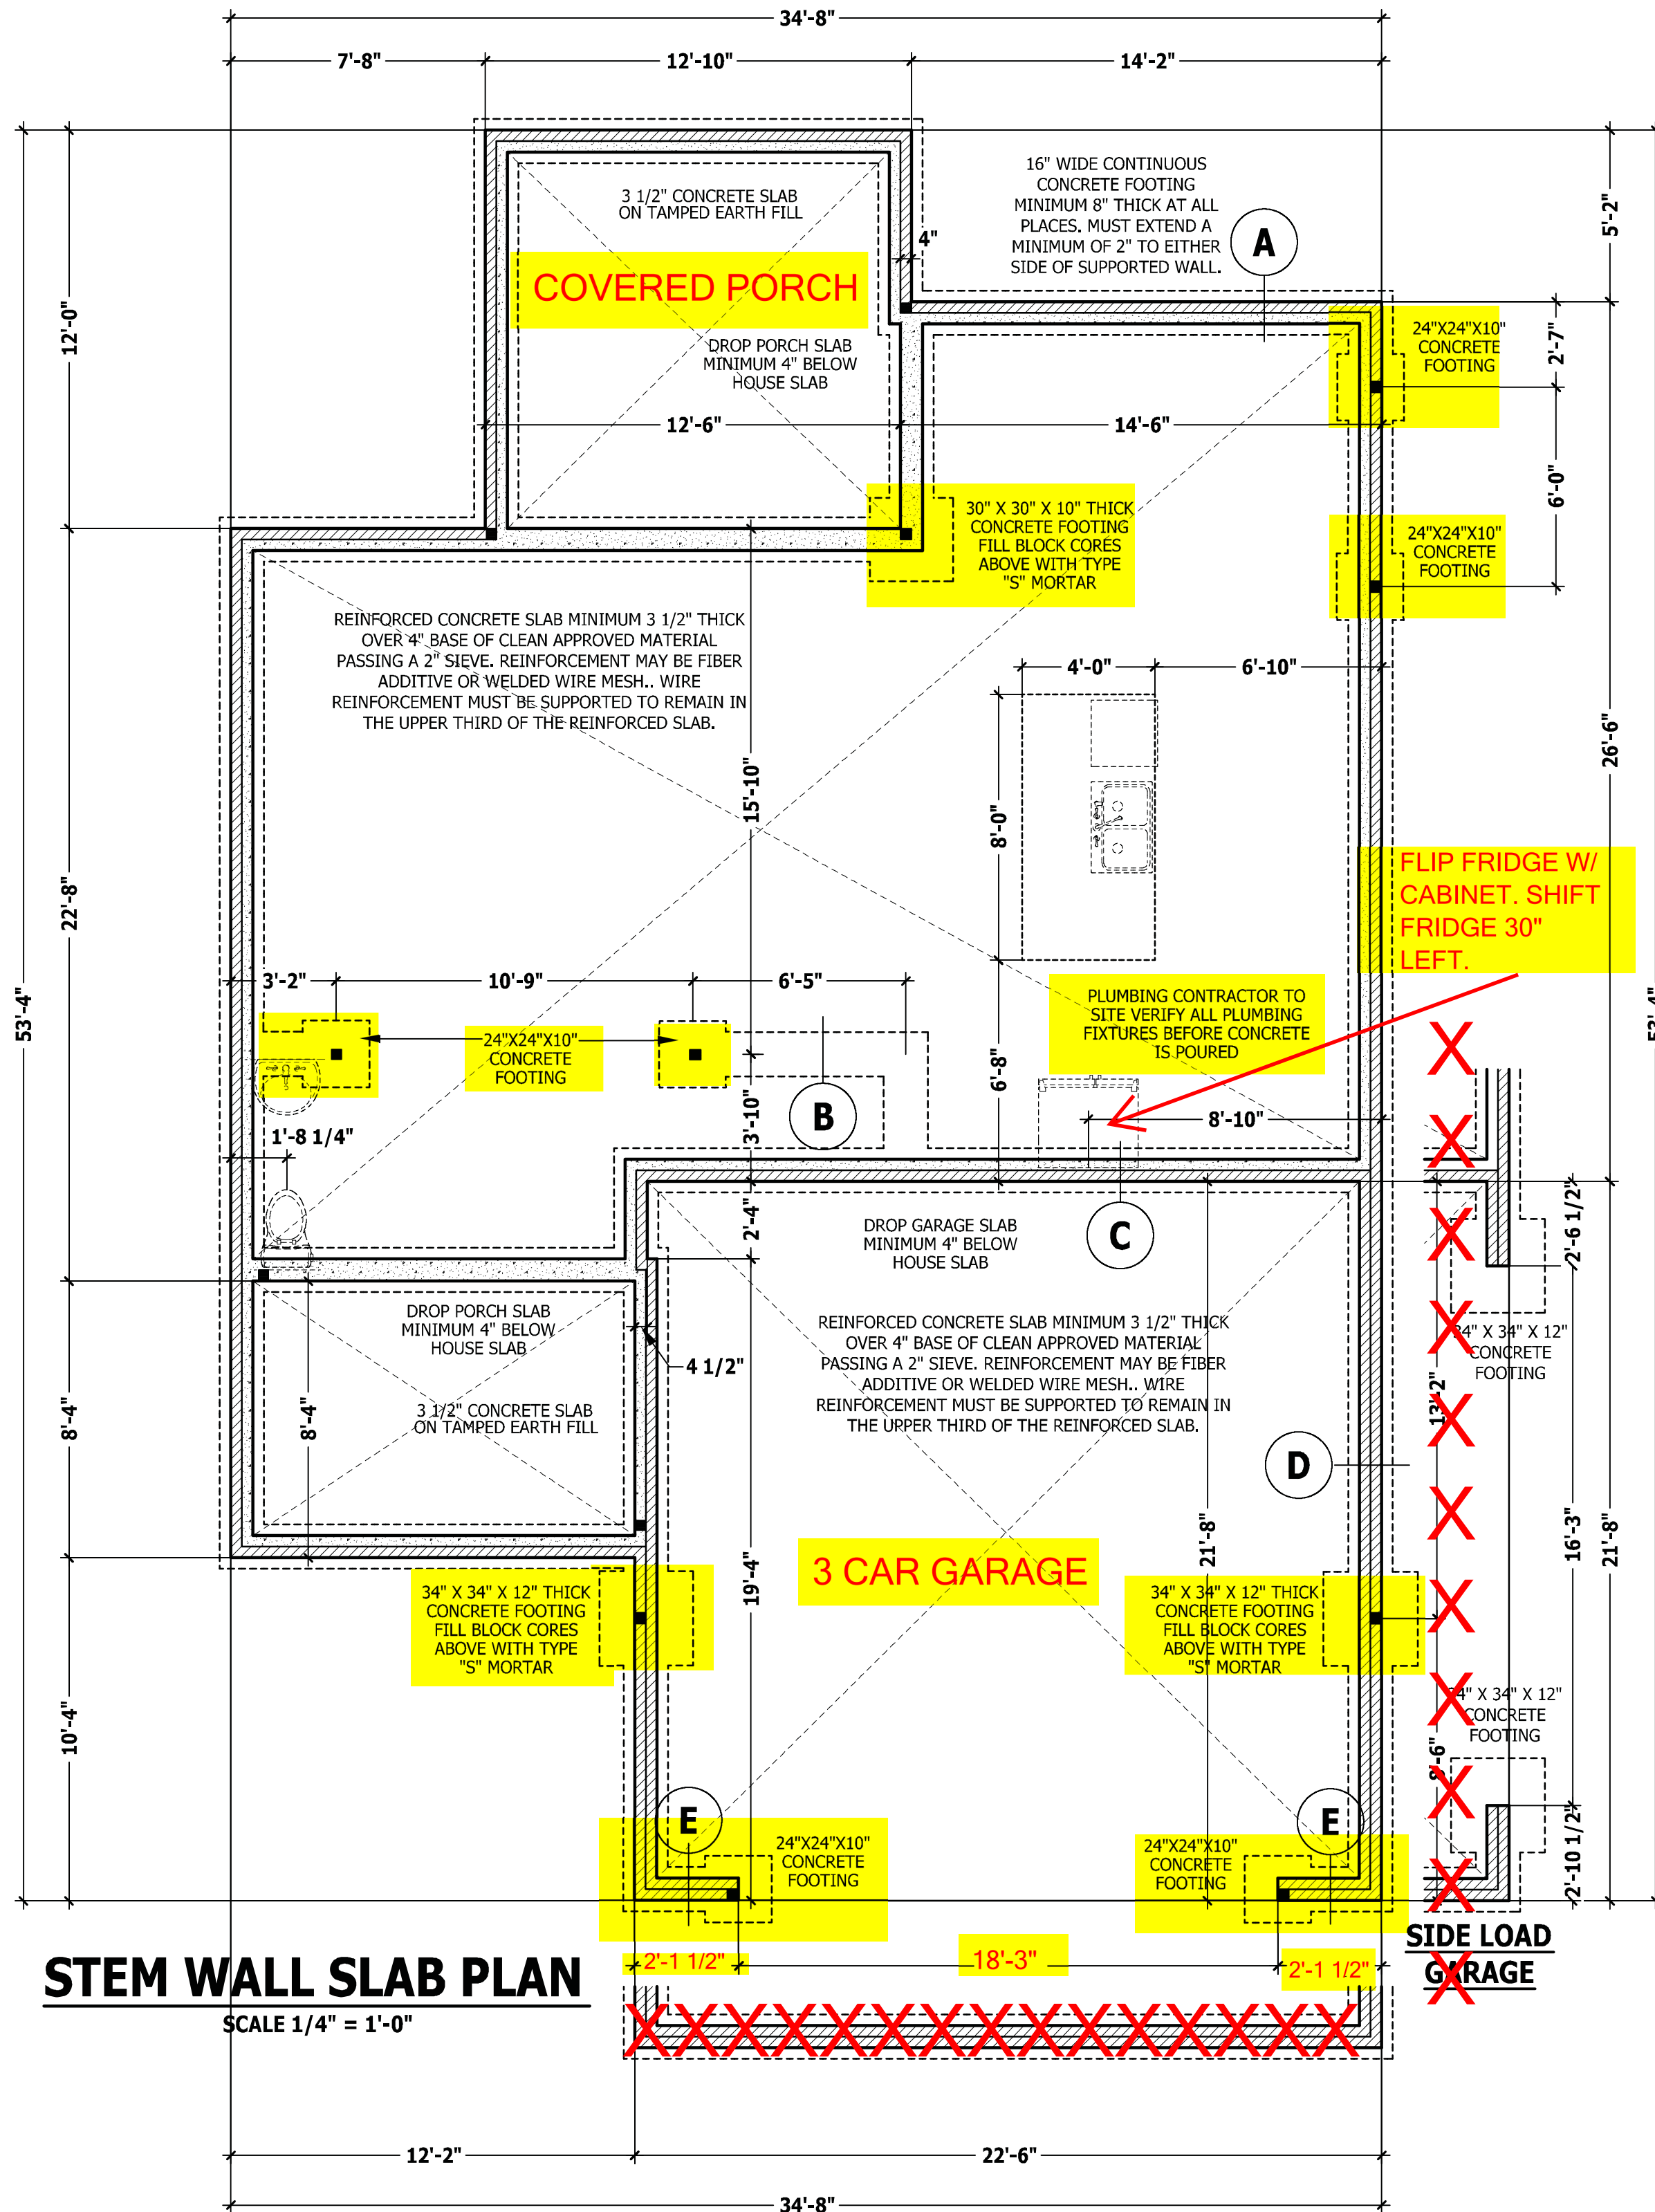 34'-8"
7'-8"
12'-10"
14'-2"
3 1/2" CONCRETE SLAB
ON TAMPED EARTH FILL
COVERED PORCH
DROP PORCH SLAB
MINIMUM 4" BELOW
HOUSE SLAB
4"
16" WIDE CONTINUOUS
CONCRETE FOOTING
MINIMUM 8" THICK AT ALL
PLACES. MUST EXTEND A
MINIMUM OF 2" TO EITHER
SIDE OF SUPPORTED WALL.
A
5'-2"
24"X24"X10"
CONCRETE
FOOTING
2'-7"
12'-0"
12'-6"
14'-6"
6'-0"
30" X 30" X 10" THICK
CONCRETE FOOTING
FILL BLOCK CORES
ABOVE WITH TYPE
"S" MORTAR
24"X24"X10"
CONCRETE
FOOTING
REINFORCED CONCRETE SLAB MINIMUM 3 1/2" THICK
OVER 4" BASE OF CLEAN APPROVED MATERIAL
PASSING A 2" SIEVE. REINFORCEMENT MAY BE FIBER
ADDITIVE OR WELDED WIRE MESH.. WIRE
REINFORCEMENT MUST BE SUPPORTED TO REMAIN IN
THE UPPER THIRD OF THE REINFORCED SLAB.
4'-0"
6'-10"
15'-10"
8'-0"
26'-6"
22'-8"
FLIP FRIDGE W/
CABINET. SHIFT
FRIDGE 30"
LEFT.
53'-4"
53'-4"
3'-2"
10'-9"
6'-5"
24"X24"X10"
CONCRETE
FOOTING
PLUMBING CONTRACTOR TO
SITE VERIFY ALL PLUMBING
FIXTURES BEFORE CONCRETE
IS POURED
6'-8"
B
3'-10"
8'-10"
1'-8 1/4"
2'-4"
C
DROP GARAGE SLAB
MINIMUM 4" BELOW
HOUSE SLAB
2'-6 1/2"
DROP PORCH SLAB
MINIMUM 4" BELOW
HOUSE SLAB
4 1/2"
REINFORCED CONCRETE SLAB MINIMUM 3 1/2" THICK
OVER 4" BASE OF CLEAN APPROVED MATERIAL
PASSING A 2" SIEVE. REINFORCEMENT MAY BE FIBER
ADDITIVE OR WELDED WIRE MESH.. WIRE
REINFORCEMENT MUST BE SUPPORTED TO REMAIN IN
THE UPPER THIRD OF THE REINFORCED SLAB.
34" X 34" X 12"
CONCRETE
FOOTING
13'-2"
8'-4"
8'-4"
3 1/2" CONCRETE SLAB
ON TAMPED EARTH FILL
D
21'-8"
16'-3"
21'-8"
3 CAR GARAGE
19'-4"
34" X 34" X 12" THICK
CONCRETE FOOTING
FILL BLOCK CORES
ABOVE WITH TYPE
"S" MORTAR
34" X 34" X 12" THICK
CONCRETE FOOTING
FILL BLOCK CORES
ABOVE WITH TYPE
"S" MORTAR
10'-4"
34" X 34" X 12"
CONCRETE
FOOTING
8'-6"
E
24"X24"X10"
CONCRETE
FOOTING
24"X24"X10"
CONCRETE
FOOTING
E
2'-10 1/2"
SIDE LOAD
GARAGE
2'-1 1/2"
18'-3"
2'-1 1/2"
STEM WALL SLAB PLAN
SCALE 1/4" = 1'-0"
12'-2"
22'-6"
34'-8"